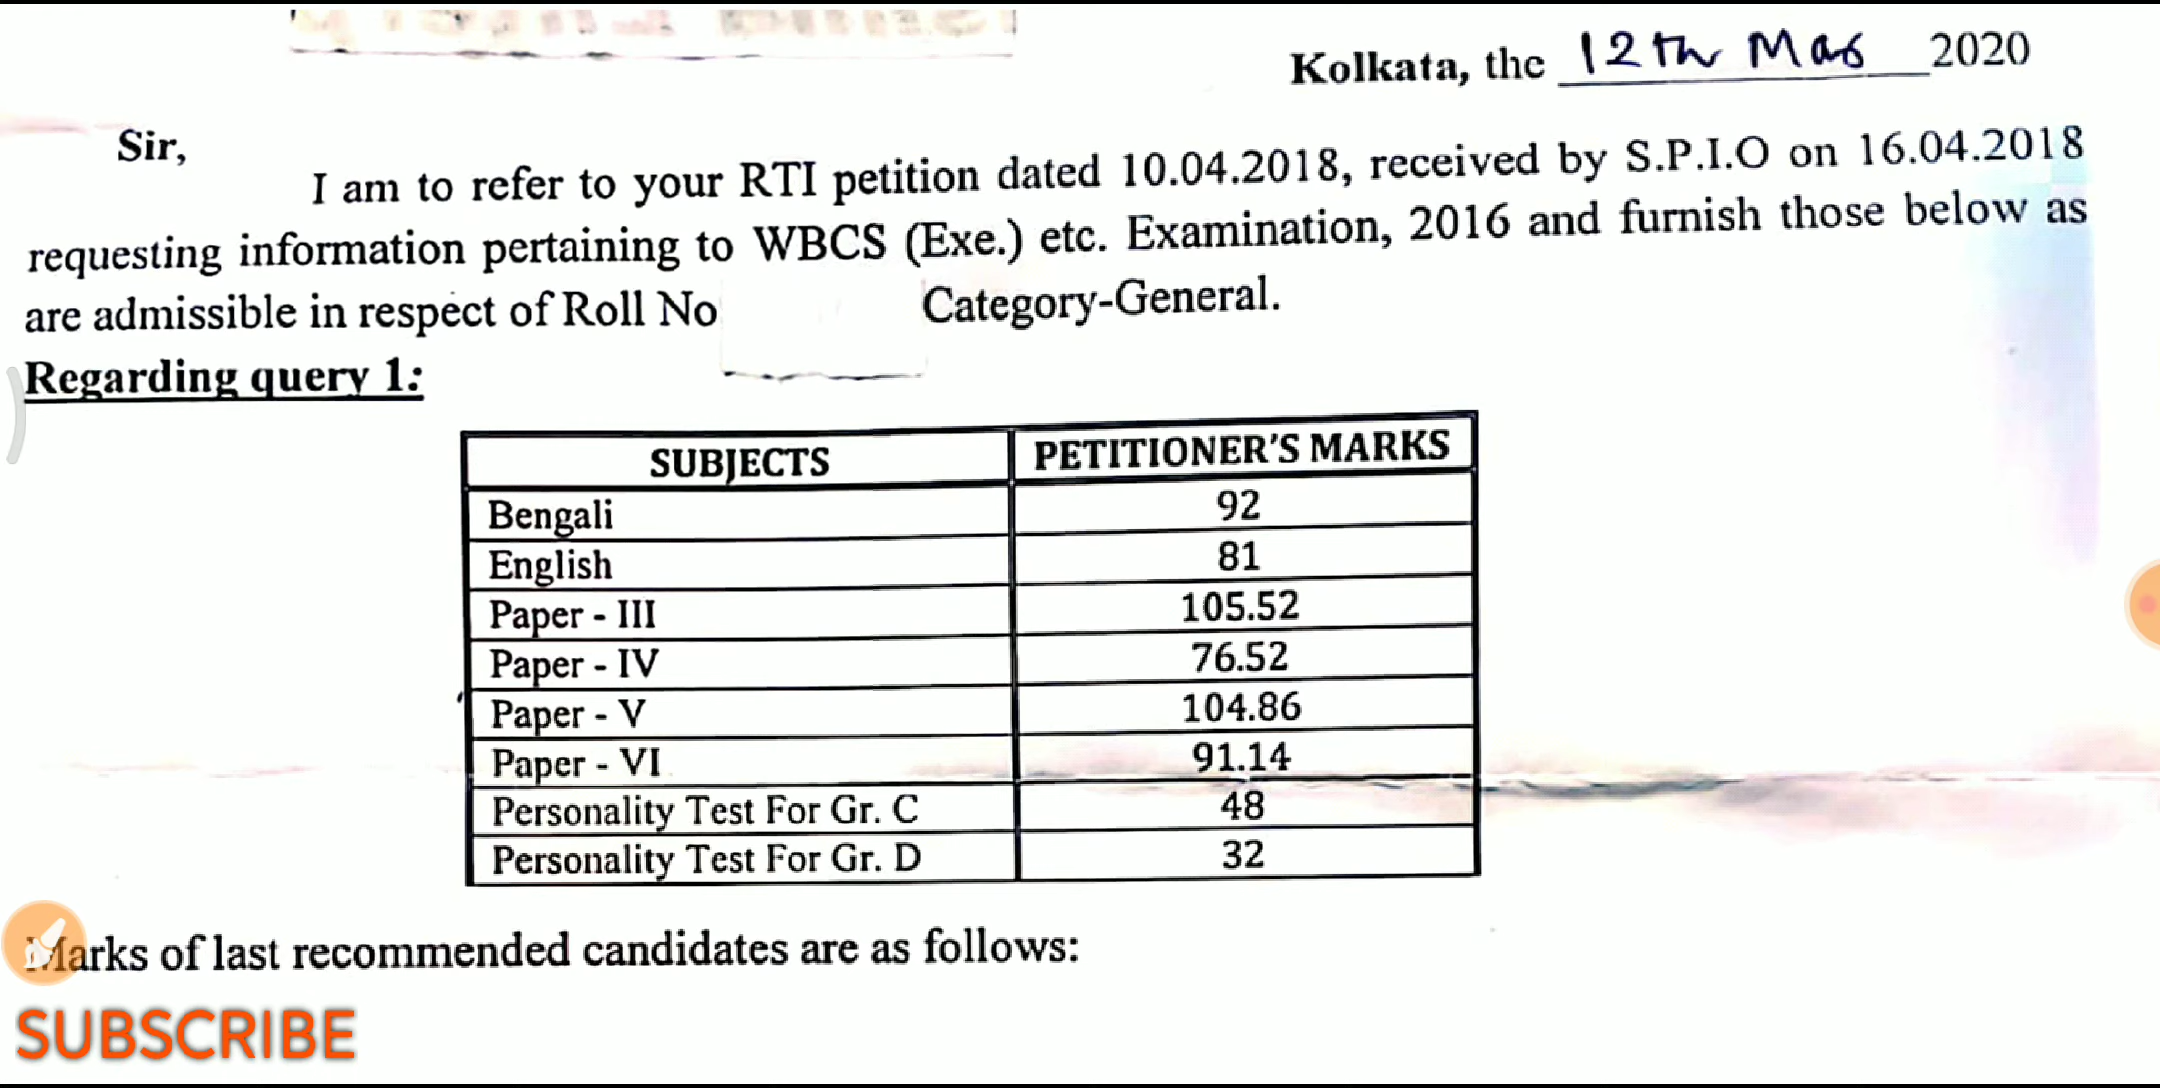 Kolkata, the 12th Mar 2020
Sir,
I am to refer to your RTI petition dated 10.04.2018, received by S.P.I.O on 16.04.2018
requesting information pertaining to WBCS (Exe.) etc. Examination, 2016 and furnish those below as
are admissible in respect of Roll No Category-General.
Regarding query 1:
SUBJECTS PETITIONER'S MARKS
Bengali 92
English 81
Paper - III 105.52
Paper - IV 76.52
Paper - V 104.86
Paper - VI 91.14
Personality Test For Gr. C 48
Personality Test For Gr. D 32
Marks of last recommended candidates are as follows:
SUBSCRIBE